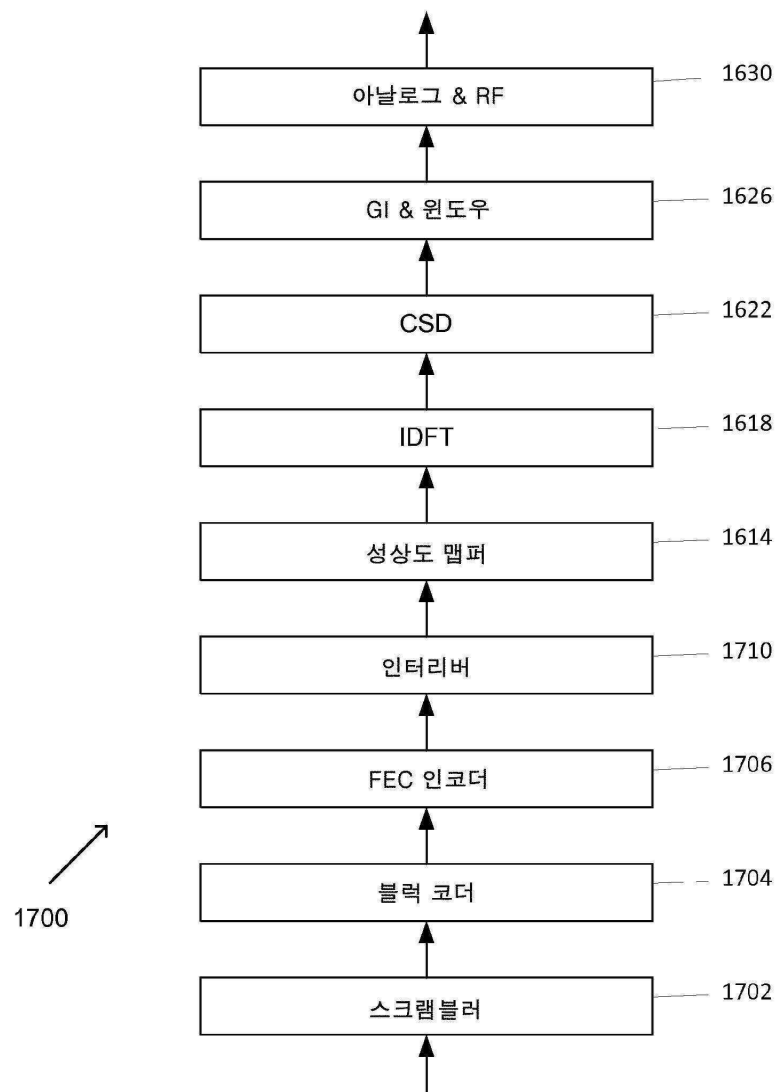 아날로그 & RF
1630
GI & 윈도우
1626
CSD
1622
IDFT
1618
성상도 맵퍼
1614
인터리버
1710
FEC 인코더
1706
블럭 코더
1704
1700
스크램블러
1702